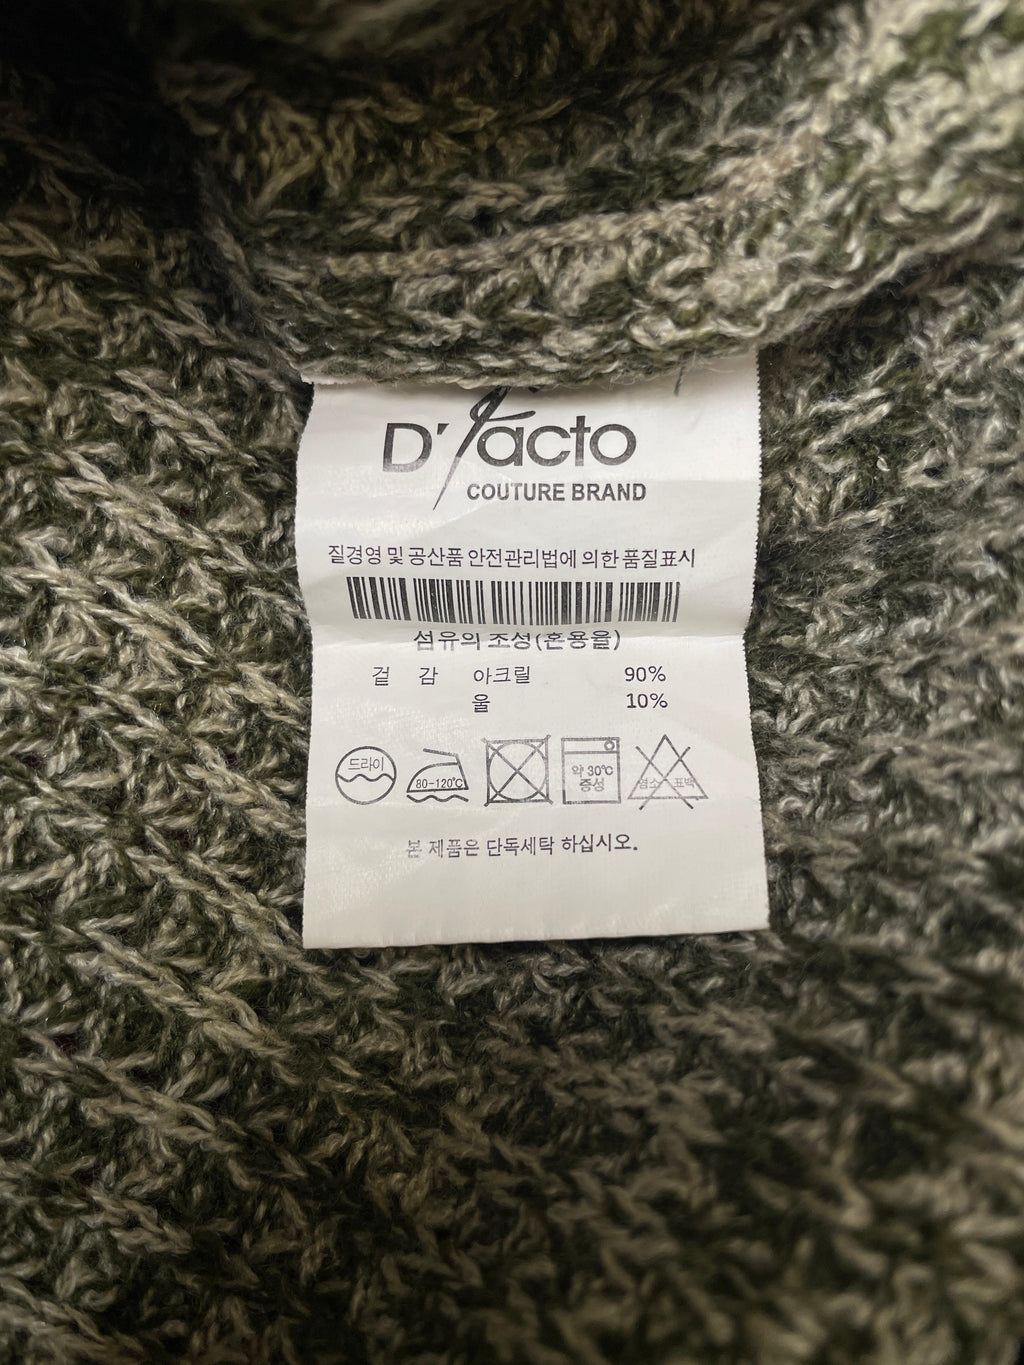 D'facto
COUTURE BRAND
질경영 및 공산품 안전관리법에 의한 품질표시
섬유의 조성(혼용율)
겉 감 아크릴 90%
울 10%
드라이 80-120℃ 약 30℃ 염소 표백
중성
본 제품은 단독세탁 하십시오.